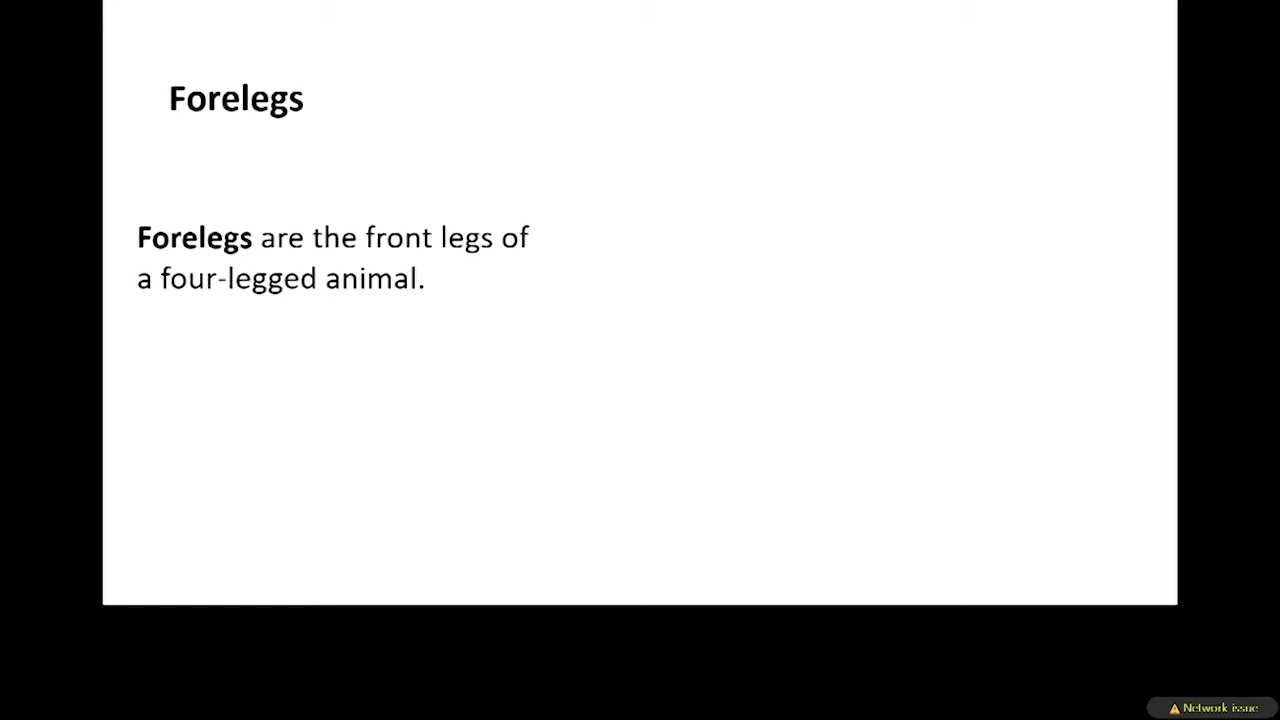 Forelegs
Forelegs are the front legs of
a four-legged animal.
⚠ Network issue